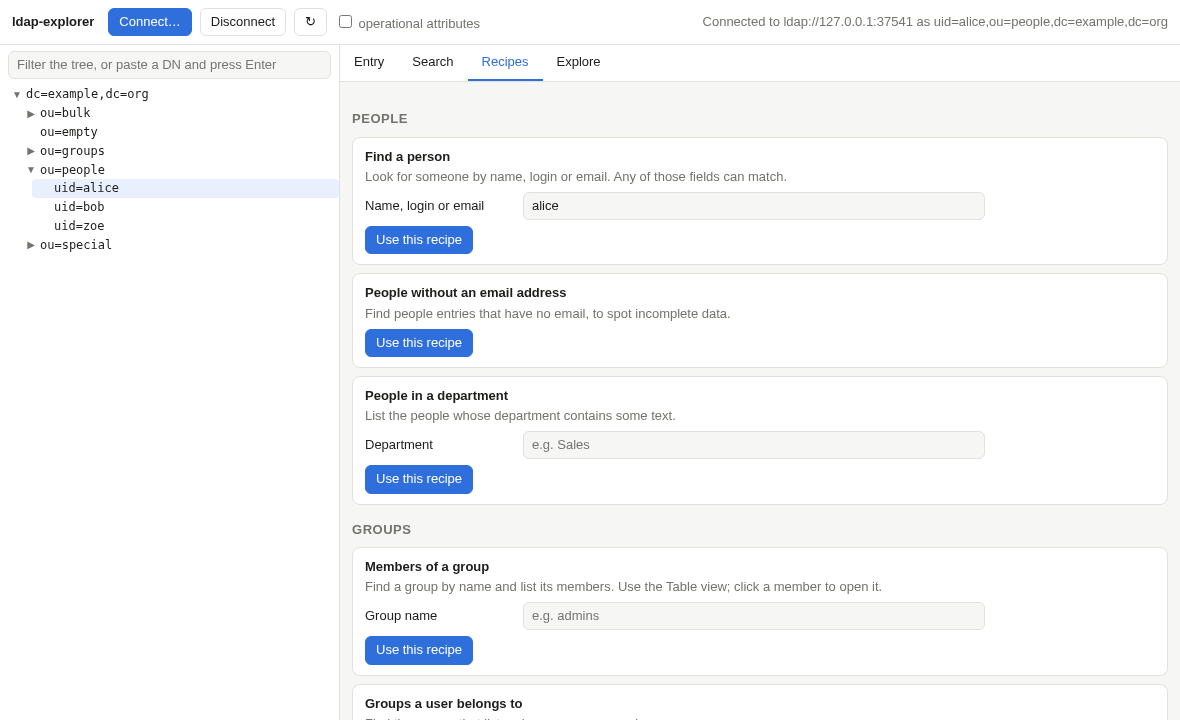 ldap-explorer Connect… Disconnect ↻ operational attributes Connected to ldap://127.0.0.1:37541 as uid=alice,ou=people,dc=example,dc=org
Filter the tree, or paste a DN and press Enter
▼ dc=example,dc=org
▶ ou=bulk
ou=empty
▶ ou=groups
▼ ou=people
uid=alice
uid=bob
uid=zoe
▶ ou=special
Entry Search Recipes Explore
PEOPLE
Find a person
Look for someone by name, login or email. Any of those fields can match.
Name, login or email alice
Use this recipe
People without an email address
Find people entries that have no email, to spot incomplete data.
Use this recipe
People in a department
List the people whose department contains some text.
Department e.g. Sales
Use this recipe
GROUPS
Members of a group
Find a group by name and list its members. Use the Table view; click a member to open it.
Group name e.g. admins
Use this recipe
Groups a user belongs to